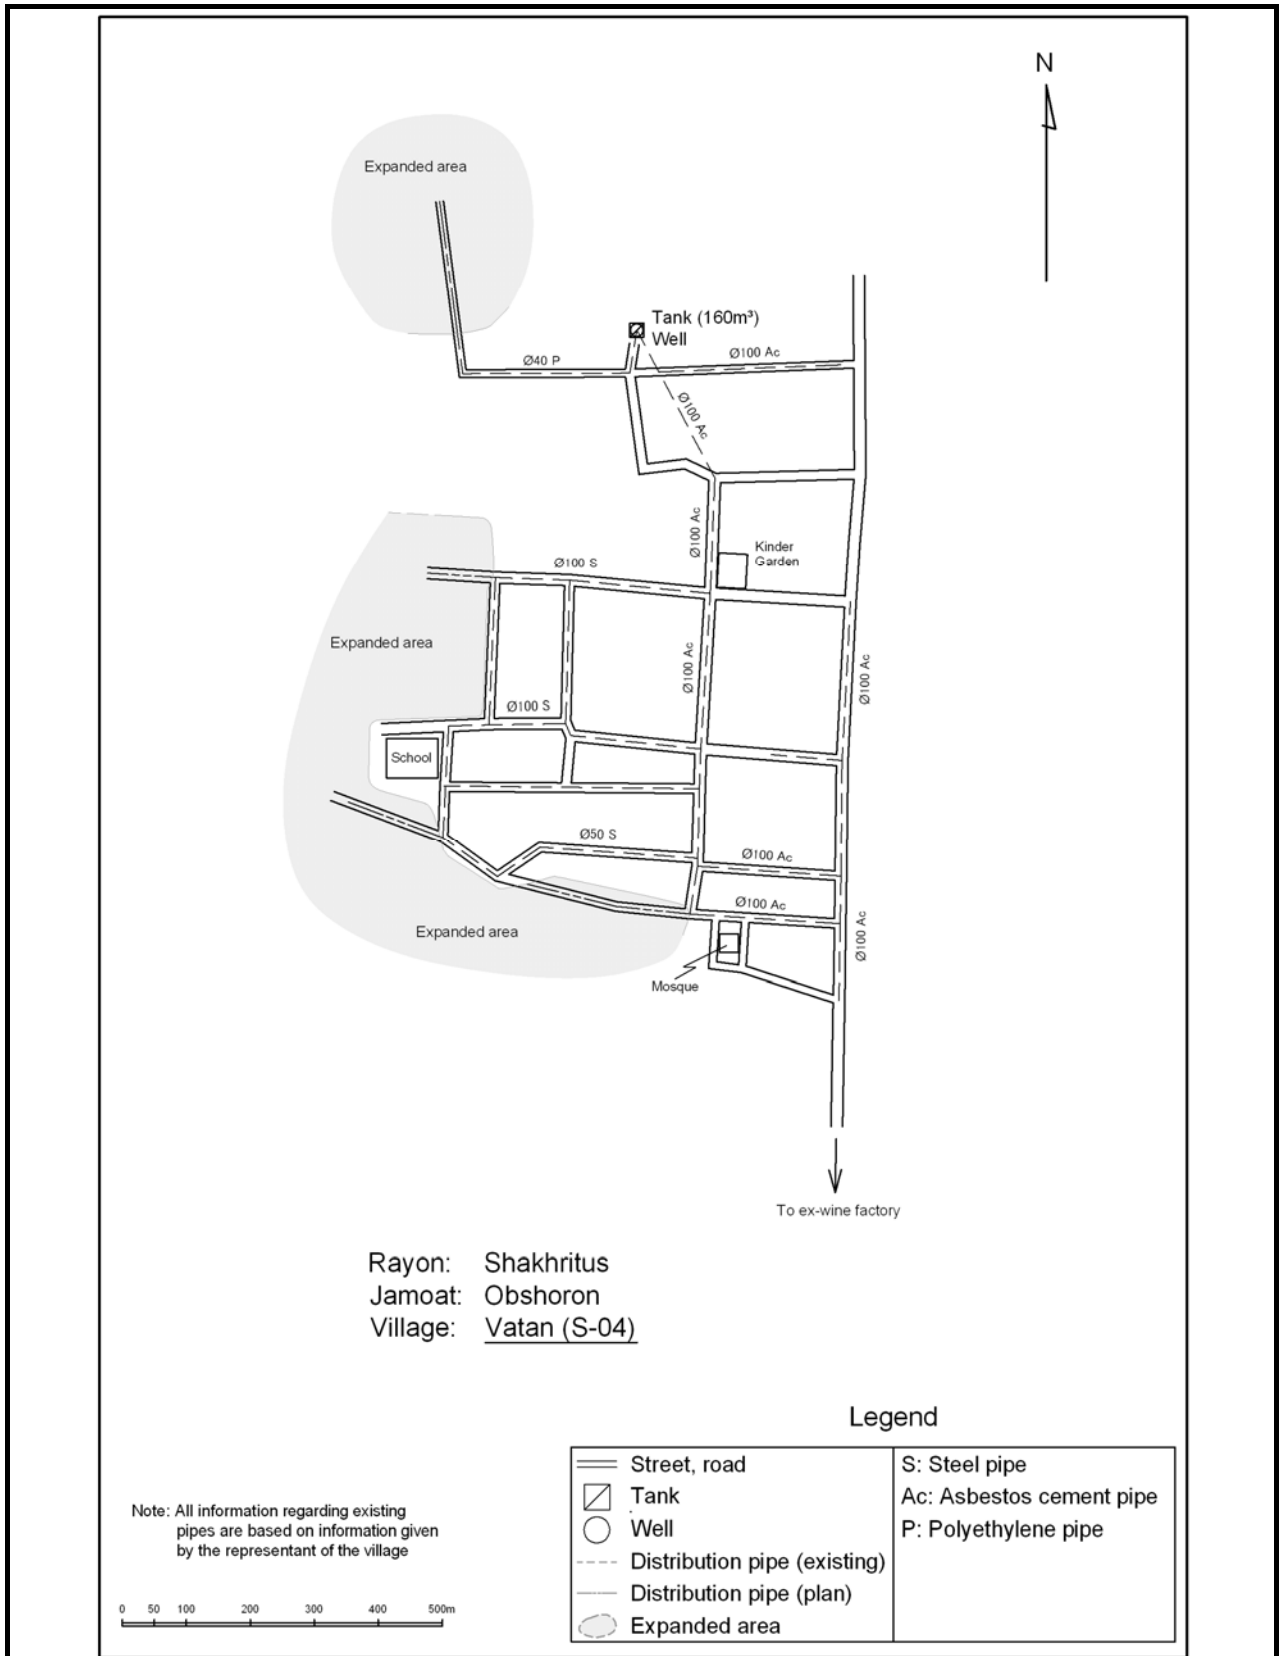 N
Expanded area
Tank (160m³)
Well
Ø40 P
Ø100 Ac
Ø100 Ac
Ø100 Ac
Kinder
Garden
Ø100 S
Expanded area
Ø100 Ac
Ø100 Ac
Ø100 S
School
Ø50 S
Ø100 Ac
Ø100 Ac
Ø100 Ac
Expanded area
Mosque
To ex-wine factory
Rayon: Shakhritus
Jamoat: Obshoron
Village: Vatan (S-04)
Legend
Street, road
Tank
Well
Distribution pipe (existing)
Distribution pipe (plan)
Expanded area
S: Steel pipe
Ac: Asbestos cement pipe
P: Polyethylene pipe
Note: All information regarding existing
pipes are based on information given
by the representant of the village
0 50 100 200 300 400 500m